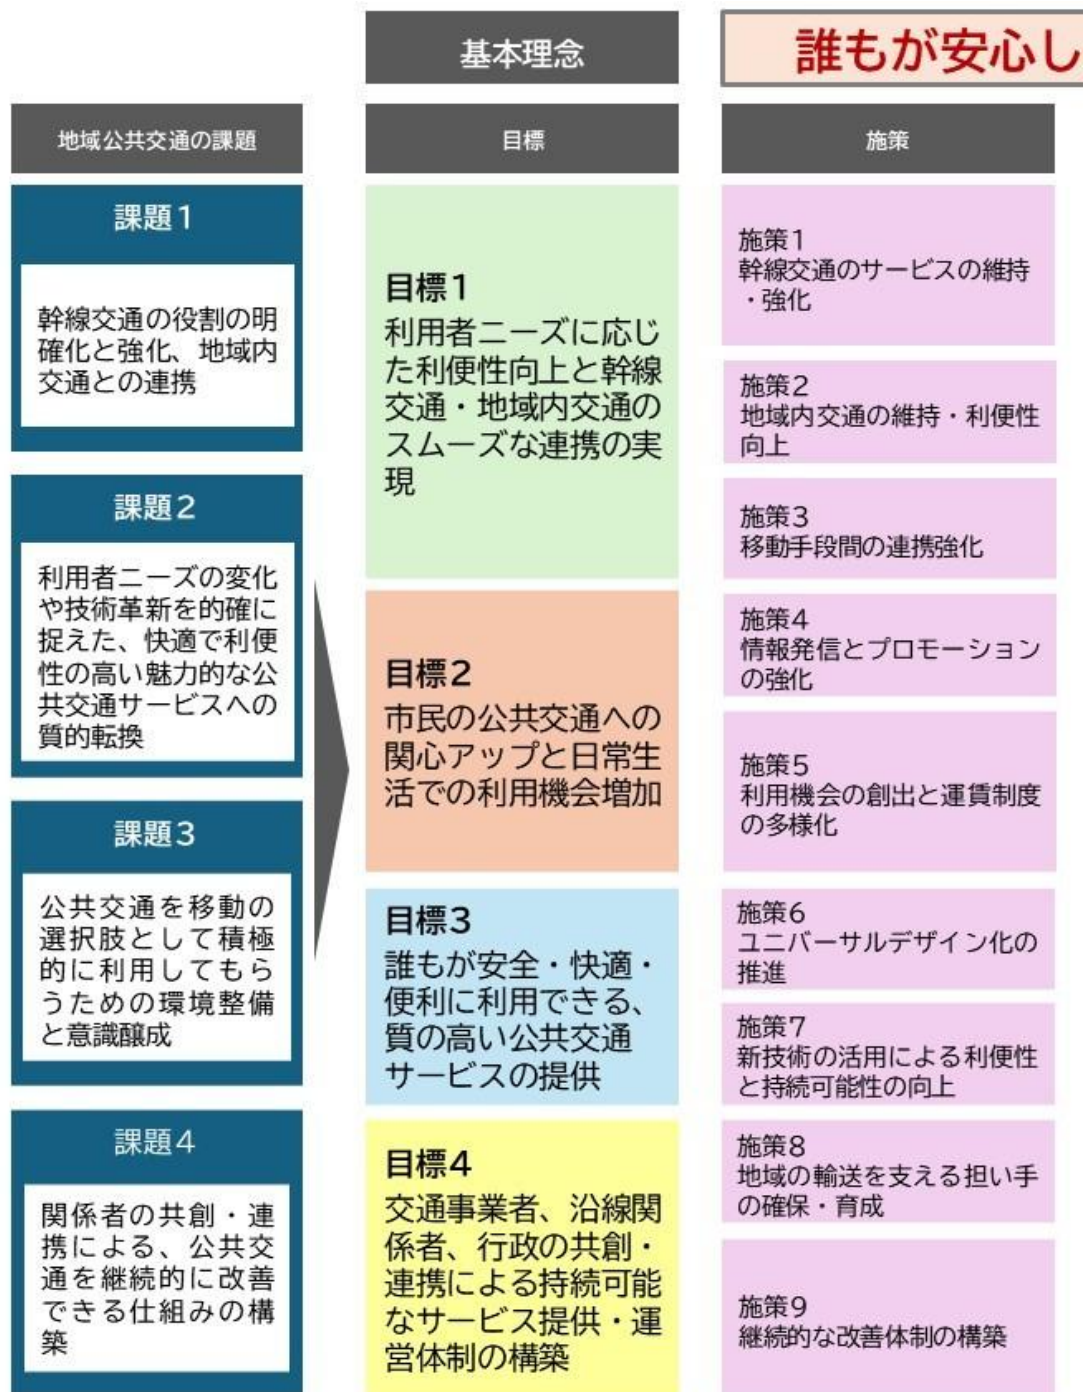 基本理念
誰もが安心し
地域公共交通の課題
目標
施策
課題1
幹線交通の役割の明
確化と強化、地域内
交通との連携
課題2
利用者ニーズの変化
や技術革新を的確に
捉えた、快適で利便
性の高い魅力的な公
共交通サービスへの
質的転換
課題3
公共交通を移動の
選択肢として積極
的に利用してもら
うための環境整備
と意識醸成
課題4
関係者の共創・連
携による、公共交
通を継続的に改善
できる仕組みの構
築
目標1
利用者ニーズに応じ
た利便性向上と幹線
交通・地域内交通の
スムーズな連携の実
現
目標2
市民の公共交通への
関心アップと日常生
活での利用機会増加
目標3
誰もが安全・快適・
便利に利用できる、
質の高い公共交通
サービスの提供
目標4
交通事業者、沿線関
係者、行政の共創・
連携による持続可能
なサービス提供・運
営体制の構築
施策1
幹線交通のサービスの維持
・強化
施策2
地域内交通の維持・利便性
向上
施策3
移動手段間の連携強化
施策4
情報発信とプロモーション
の強化
施策5
利用機会の創出と運賃制度
の多様化
施策6
ユニバーサルデザイン化の
推進
施策7
新技術の活用による利便性
と持続可能性の向上
施策8
地域の輸送を支える担い手
の確保・育成
施策9
継続的な改善体制の構築